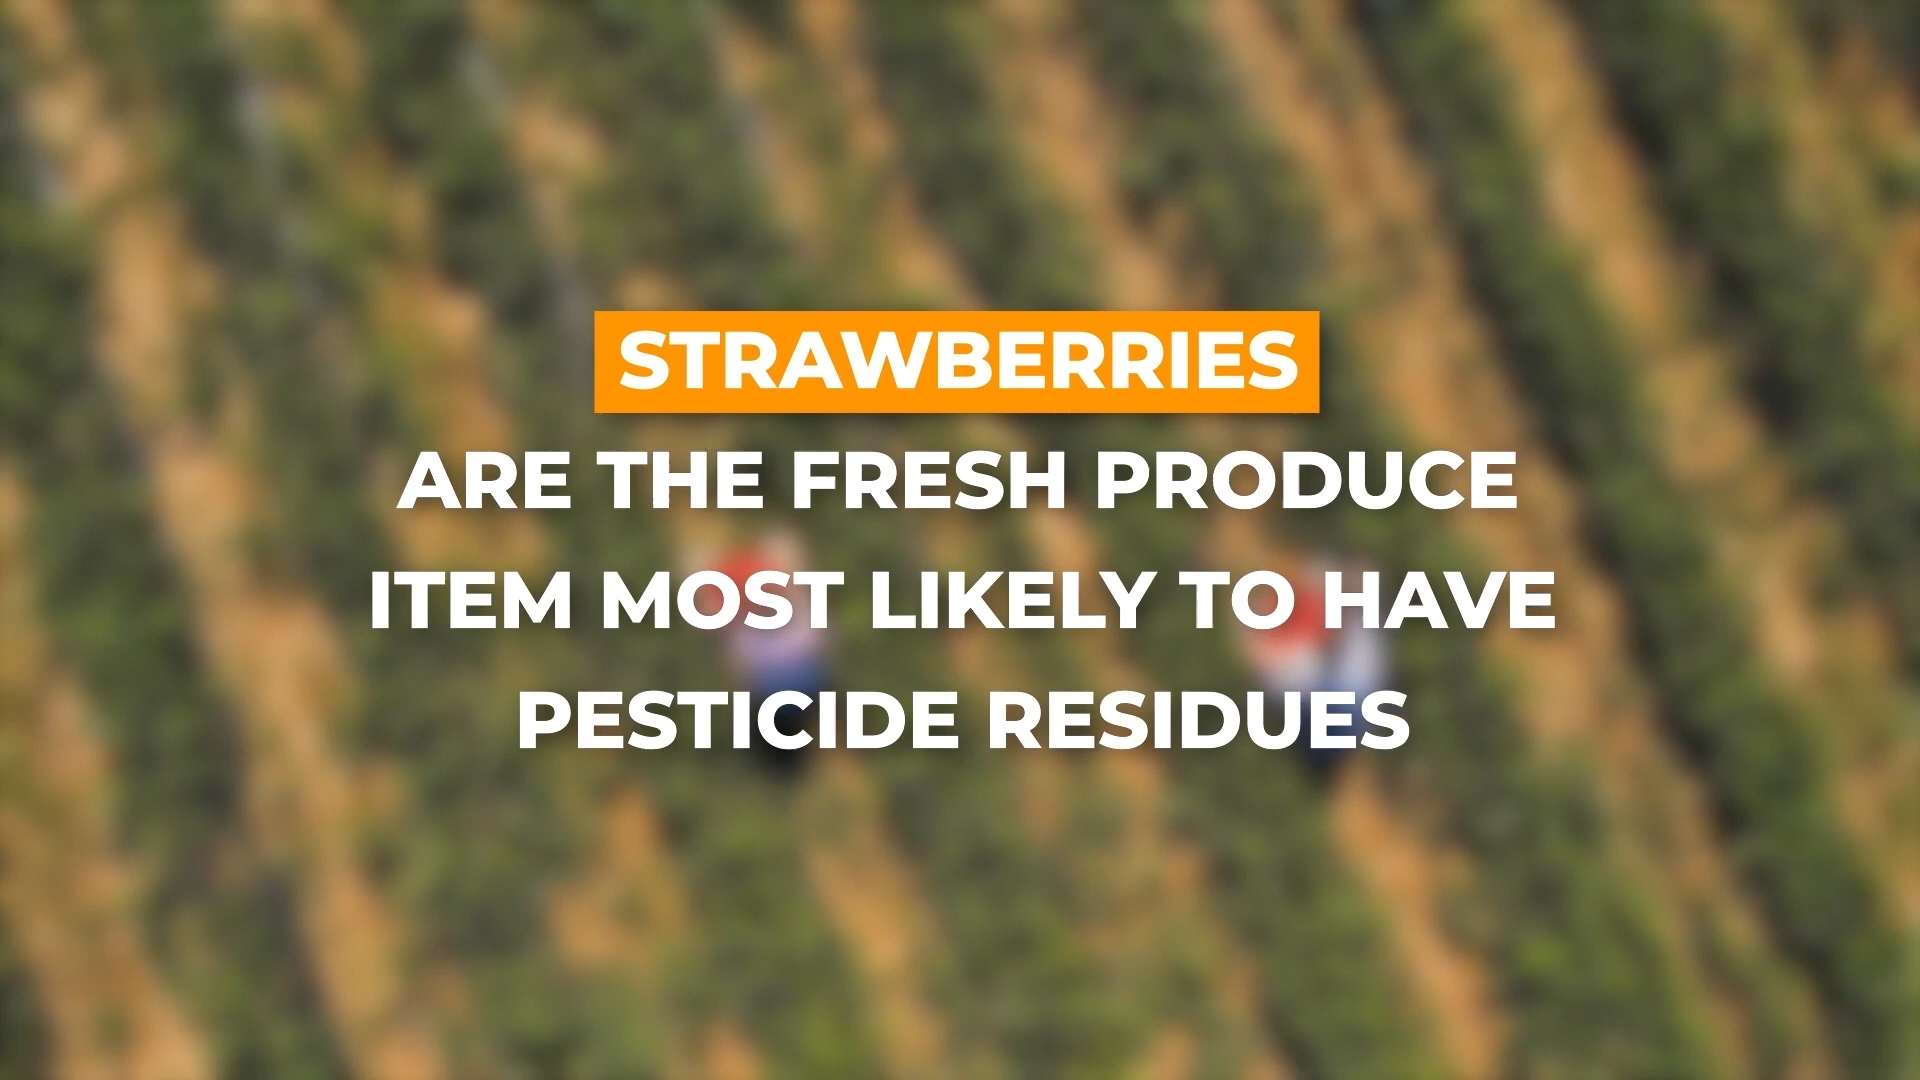 STRAWBERRIES
ARE THE FRESH PRODUCE
ITEM MOST LIKELY TO HAVE
PESTICIDE RESIDUES